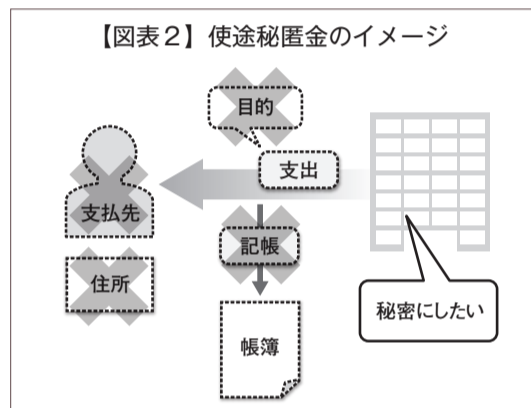 【図表2】使途秘匿金のイメージ
目的
支出
支払先
記帳
住所
秘密にしたい
帳簿